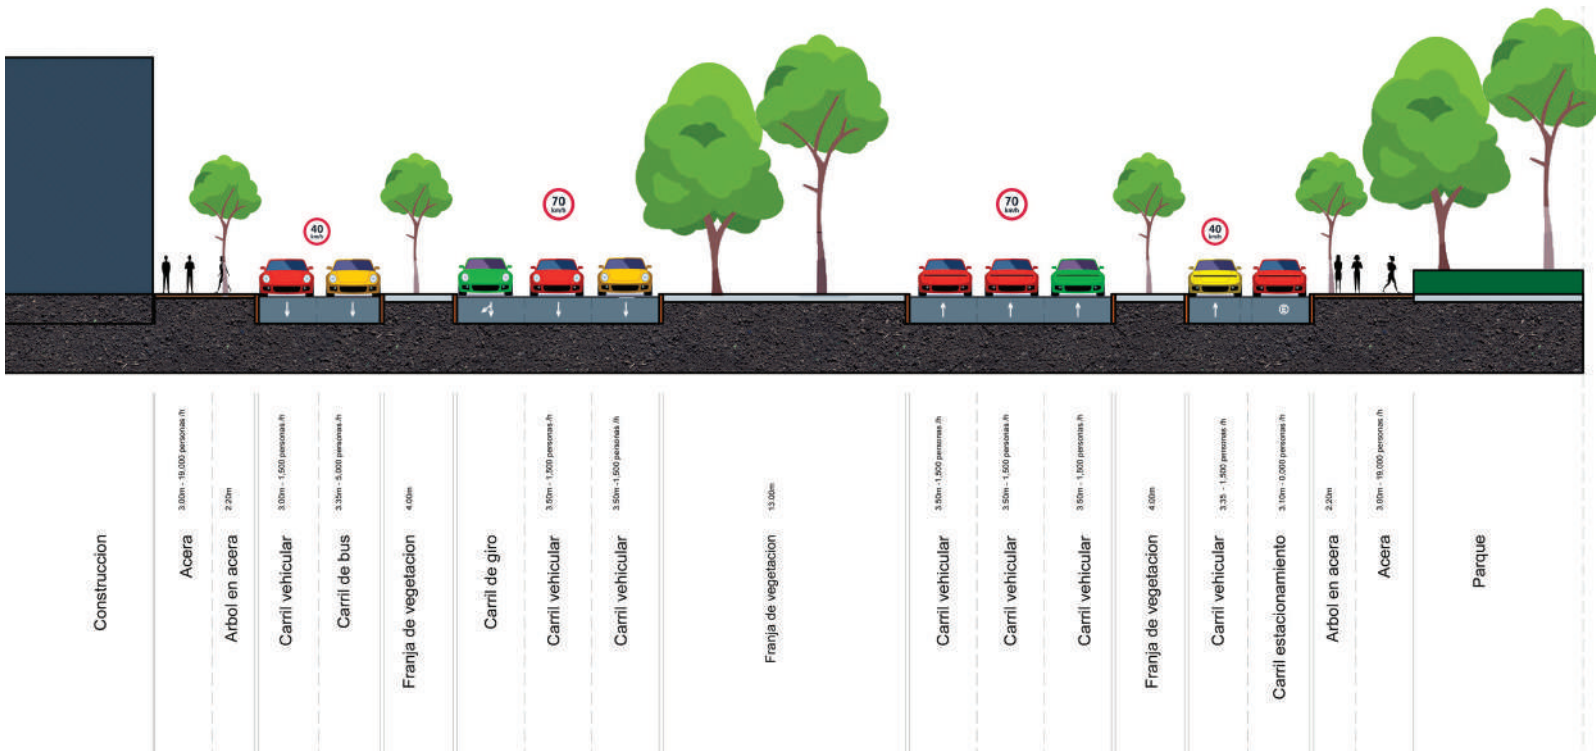 40
km/h
70
km/h
70
km/h
40
km/h
E
Construccion
3.00m - 19,000 personas /h
Acera
2.20m
Arbol en acera
3.00m - 1,500 personas /h
Carril vehicular
3.35m - 5,000 personas /h
Carril de bus
4.00m
Franja de vegetacion
Carril de giro
3.50m - 1,500 personas /h
Carril vehicular
3.50m -1,500 personas /h
Carril vehicular
13.00m
Franja de vegetacion
3.50m -1,500 personas /h
Carril vehicular
3.50m - 1,500 personas /h
Carril vehicular
3.50m - 1,500 personas /h
Carril vehicular
4.00m
Franja de vegetacion
3.35 - 1,500 personas /h
Carril vehicular
3.10m - 0,000 personas /h
Carril estacionamiento
2.20m
Arbol en acera
3.00m - 19,000 personas /h
Acera
Parque